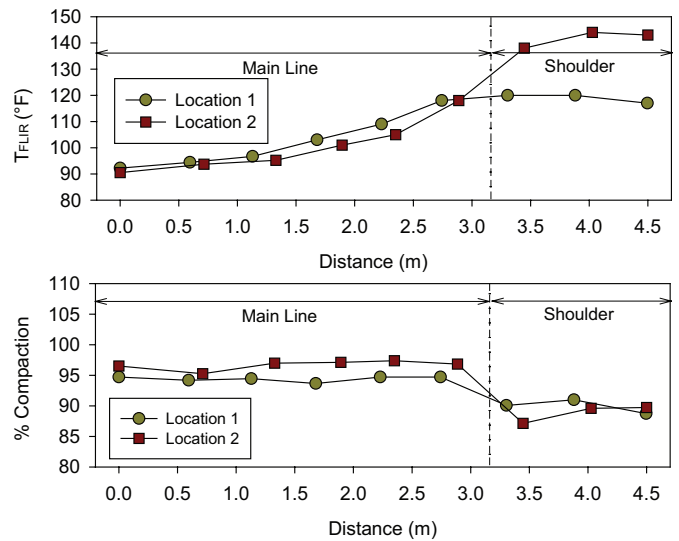 150
140
130
120
110
100
90
80
TFLIR (°F)
Main Line
Shoulder
Location 1
Location 2
0.0 0.5 1.0 1.5 2.0 2.5 3.0 3.5 4.0 4.5
Distance (m)
110
105
100
95
90
85
80
% Compaction
Main Line
Shoulder
Location 1
Location 2
0.0 0.5 1.0 1.5 2.0 2.5 3.0 3.5 4.0 4.5
Distance (m)